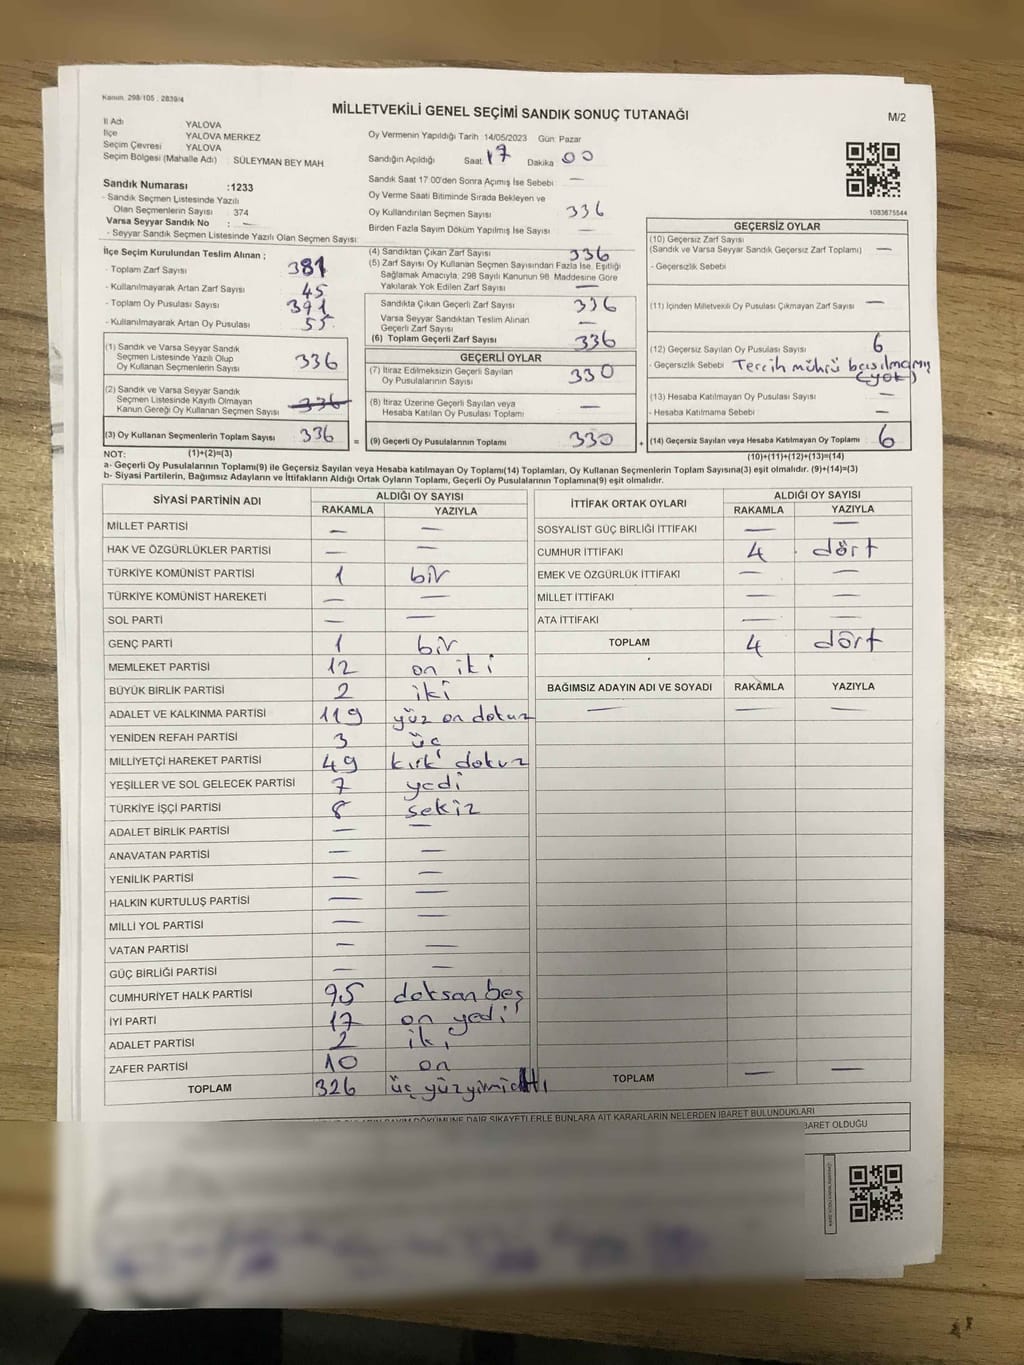 Kanun. 298/105 . 2839/4
MİLLETVEKİLİ GENEL SEÇİMİ SANDIK SONUÇ TUTANAĞI
M/2
İl Adı YALOVA
İlçe YALOVA MERKEZ
Seçim Çevresi YALOVA
Seçim Bölgesi (Mahalle Adı) : SÜLEYMAN BEY MAH
Sandık Numarası :1233
- Sandık Seçmen Listesinde Yazılı
Olan Seçmenlerin Sayısı : 374
Varsa Seyyar Sandık No : —
- Seyyar Sandık Seçmen Listesinde Yazılı Olan Seçmen Sayısı:
Oy Vermenin Yapıldığı Tarih 14/05/2023 Gün: Pazar
Sandığın Açıldığı Saat 17 Dakika 00
Sandık Saat 17:00'den Sonra Açımış İse Sebebi —
Oy Verme Saati Bitiminde Sırada Bekleyen ve
Oy Kullandırılan Seçmen Sayısı 336
Birden Fazla Sayım Döküm Yapılmış İse Sayısı —
1083675544
İlçe Seçim Kurulundan Teslim Alınan ;
- Toplam Zarf Sayısı 381
- Kullanılmayarak Artan Zarf Sayısı 45
- Toplam Oy Pusulası Sayısı 391
- Kullanılmayarak Artan Oy Pusulası 55
(1) Sandık ve Varsa Seyyar Sandık
Seçmen Listesinde Yazılı Olup
Oy Kullanan Seçmenlerin Sayısı 336
(2) Sandık ve Varsa Seyyar Sandık
Seçmen Listesinde Kayıtlı Olmayan
Kanun Gereği Oy Kullanan Seçmen Sayısı 336
(3) Oy Kullanan Seçmenlerin Toplam Sayısı 336
(4) Sandıktan Çıkan Zarf Sayısı 336
(5) Zarf Sayısı Oy Kullanan Seçmen Sayısından Fazla İse, Eşitliği
Sağlamak Amacıyla; 298 Sayılı Kanunun 98. Maddesine Göre
Yakılarak Yok Edilen Zarf Sayısı —
Sandıkta Çıkan Geçerli Zarf Sayısı 336
Varsa Seyyar Sandıktan Teslim Alınan
Geçerli Zarf Sayısı —
(6) Toplam Geçerli Zarf Sayısı 336
GEÇERLİ OYLAR
(7) İtiraz Edilmeksizin Geçerli Sayılan
Oy Pusulalarının Sayısı 330
(8) İtiraz Üzerine Geçerli Sayılan veya
Hesaba Katılan Oy Pusulası Toplamı —
= (9) Geçerli Oy Pusulalarının Toplamı 330
GEÇERSİZ OYLAR
(10) Geçersiz Zarf Sayısı
(Sandık ve Varsa Seyyar Sandık Geçersiz Zarf Toplamı) —
- Geçersizlik Sebebi
(11) İçinden Milletvekili Oy Pusulası Çıkmayan Zarf Sayısı —
(12) Geçersiz Sayılan Oy Pusulası Sayısı 6
- Geçersizlik Sebebi Tercih mührü basılmamış
(yok)
(13) Hesaba Katılmayan Oy Pusulası Sayısı —
- Hesaba Katılmama Sebebi —
+ (14) Geçersiz Sayılan veya Hesaba Katılmayan Oy Toplamı 6
NOT: (1)+(2)=(3) (10)+(11)+(12)+(13)=(14)
a- Geçerli Oy Pusulalarının Toplamı(9) ile Geçersiz Sayılan veya Hesaba katılmayan Oy Toplamı(14) Toplamları, Oy Kullanan Seçmenlerin Toplam Sayısına(3) eşit olmalıdır. (9)+(14)=(3)
b- Siyasi Partilerin, Bağımsız Adayların ve İttifakların Aldığı Ortak Oyların Toplamı, Geçerli Oy Pusulalarının Toplamına(9) eşit olmalıdır.
SİYASİ PARTİNİN ADI ALDIĞI OY SAYISI
RAKAMLA YAZIYLA
MİLLET PARTİSİ — —
HAK VE ÖZGÜRLÜKLER PARTİSİ — —
TÜRKİYE KOMÜNİST PARTİSİ 1 bir
TÜRKİYE KOMÜNİST HAREKETİ — —
SOL PARTİ — —
GENÇ PARTİ 1 bir
MEMLEKET PARTİSİ 12 on iki
BÜYÜK BİRLİK PARTİSİ 2 iki
ADALET VE KALKINMA PARTİSİ 119 yüz on dokuz
YENİDEN REFAH PARTİSİ 3 üç
MİLLİYETÇİ HAREKET PARTİSİ 49 kırk dokuz
YEŞİLLER VE SOL GELECEK PARTİSİ 7 yedi
TÜRKİYE İŞÇİ PARTİSİ 8 sekiz
ADALET BİRLİK PARTİSİ — —
ANAVATAN PARTİSİ — —
YENİLİK PARTİSİ — —
HALKIN KURTULUŞ PARTİSİ — —
MİLLİ YOL PARTİSİ — —
VATAN PARTİSİ — —
GÜÇ BİRLİĞİ PARTİSİ — —
CUMHURİYET HALK PARTİSİ 95 doksan beş
İYİ PARTİ 17 on yedi
ADALET PARTİSİ 2 iki
ZAFER PARTİSİ 10 on
TOPLAM 326
İTTİFAK ORTAK OYLARI ALDIĞI OY SAYISI
RAKAMLA YAZIYLA
SOSYALİST GÜÇ BİRLİĞİ İTTİFAKI — —
CUMHUR İTTİFAKI 4 dört
EMEK VE ÖZGÜRLÜK İTTİFAKI — —
MİLLET İTTİFAKI — —
ATA İTTİFAKI — —
TOPLAM 4 dört
BAĞIMSIZ ADAYIN ADI VE SOYADI RAKAMLA YAZIYLA
— — —
TOPLAM — —
DÖKÜMÜNE DAİR ŞİKAYETLERLE BUNLARA AİT KARARLARIN NELERDEN İBARET BULUNDUKLARI
OLDUĞU